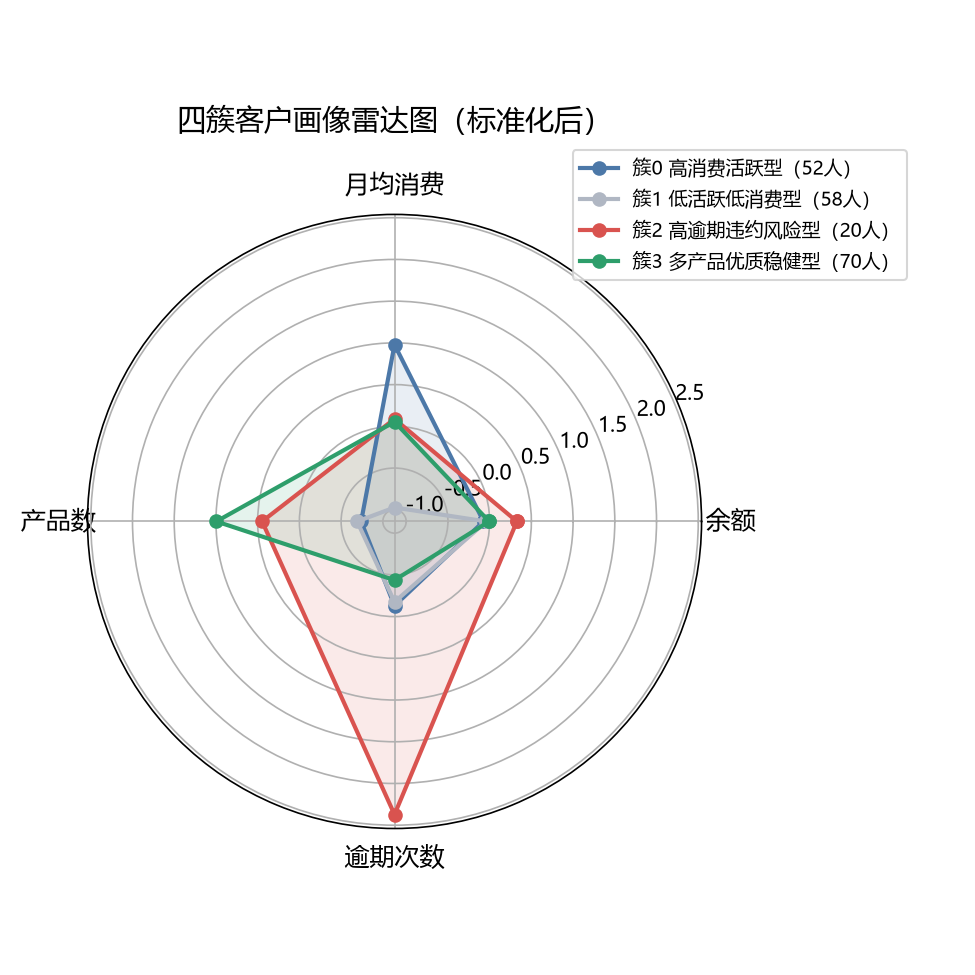 四簇客户画像雷达图（标准化后）
簇0 高消费活跃型（52人）
簇1 低活跃低消费型（58人）
簇2 高逾期违约风险型（20人）
簇3 多产品优质稳健型（70人）
月均消费
2.5
2.0
1.5
1.0
0.5
0.0
-0.5
-1.0
产品数
余额
逾期次数